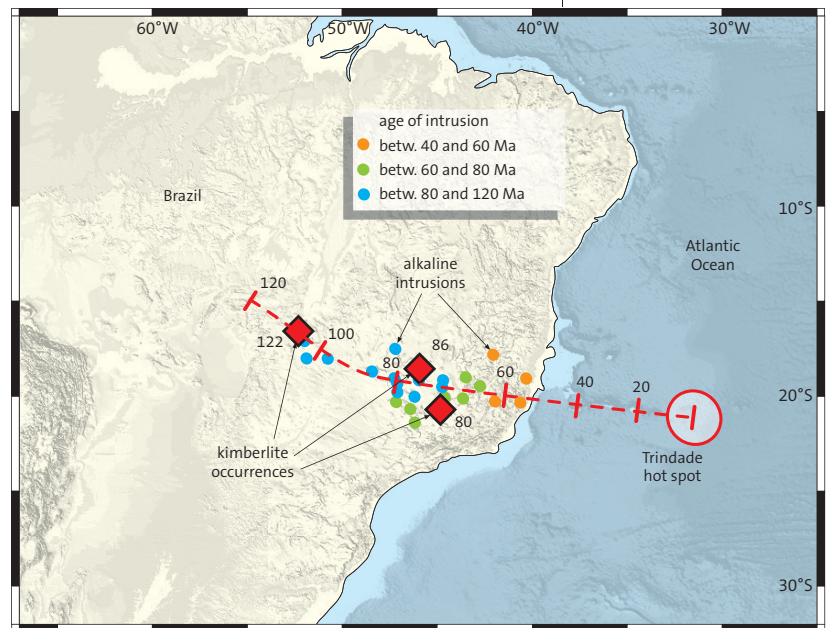 60°W 50°W 40°W 30°W
age of intrusion
betw. 40 and 60 Ma
betw. 60 and 80 Ma
betw. 80 and 120 Ma
Brazil
10°S
Atlantic
Ocean
alkaline
intrusions
120
122
100
86
80
60
40
20
20°S
80
kimberlite
occurrences
Trindade
hot spot
30°S